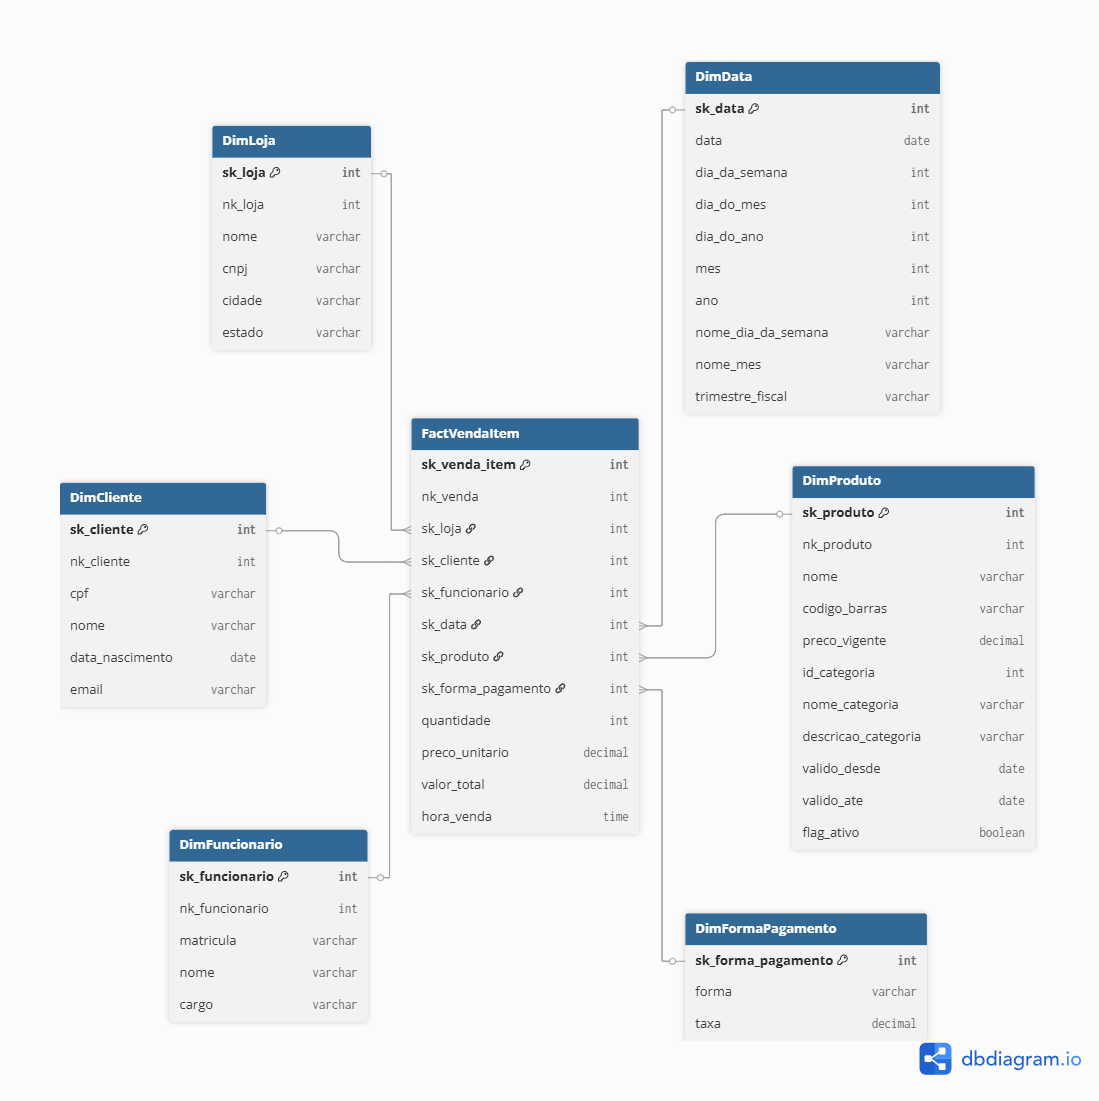 DimData
sk_data int
data date
dia_da_semana int
dia_do_mes int
dia_do_ano int
mes int
ano int
nome_dia_da_semana varchar
nome_mes varchar
trimestre_fiscal varchar
DimLoja
sk_loja int
nk_loja int
nome varchar
cnpj varchar
cidade varchar
estado varchar
FactVendaItem
sk_venda_item int
nk_venda int
sk_loja int
sk_cliente int
sk_funcionario int
sk_data int
sk_produto int
sk_forma_pagamento int
quantidade int
preco_unitario decimal
valor_total decimal
hora_venda time
DimCliente
sk_cliente int
nk_cliente int
cpf varchar
nome varchar
data_nascimento date
email varchar
DimProduto
sk_produto int
nk_produto int
nome varchar
codigo_barras varchar
preco_vigente decimal
id_categoria int
nome_categoria varchar
descricao_categoria varchar
valido_desde date
valido_ate date
flag_ativo boolean
DimFuncionario
sk_funcionario int
nk_funcionario int
matricula varchar
nome varchar
cargo varchar
DimFormaPagamento
sk_forma_pagamento int
forma varchar
taxa decimal
dbdiagram.io